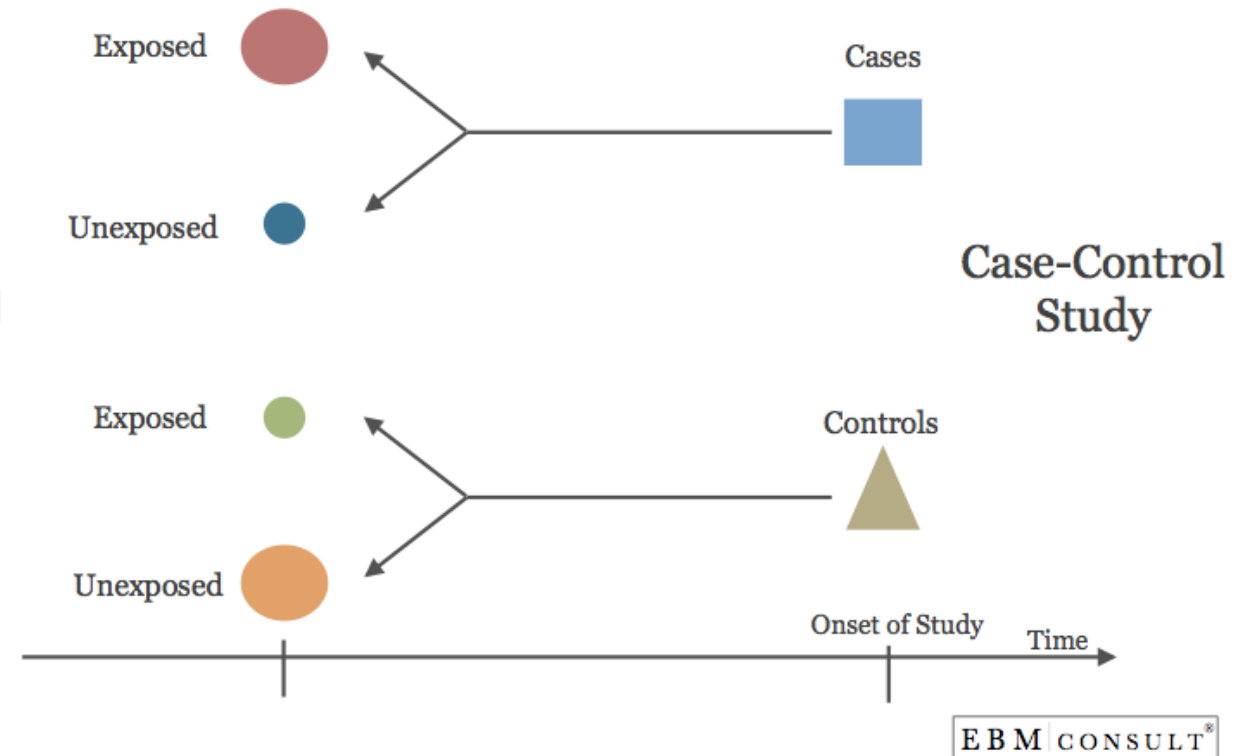 Exposed
Cases
Unexposed
Case-Control
Study
Exposed
Controls
Unexposed
Onset of Study
Time
EBM CONSULT®